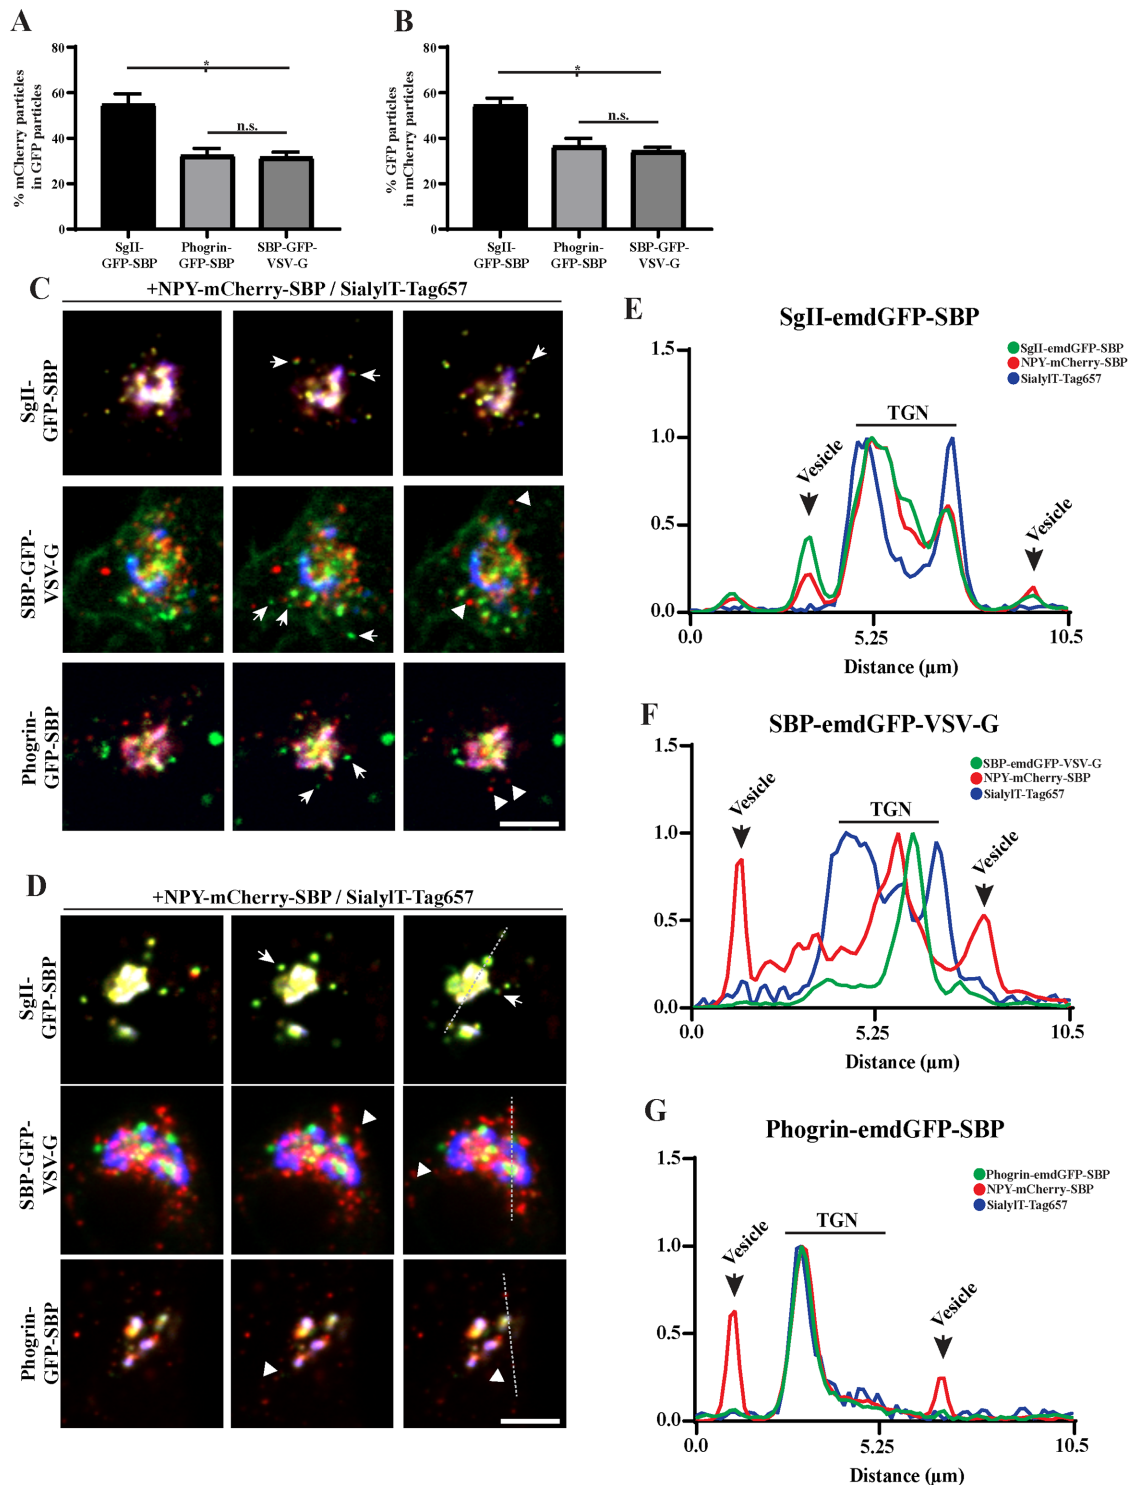 A
80
60
40
20
0
% mCherry particles
in GFP particles
*
n.s.
SgII-
GFP-SBP
Phogrin-
GFP-SBP
SBP-GFP-
VSV-G
B
80
60
40
20
0
% GFP particles
in mCherry particles
*
n.s.
SgII-
GFP-SBP
Phogrin-
GFP-SBP
SBP-GFP-
VSV-G
C
+NPY-mCherry-SBP / SialylT-Tag657
SgII-
GFP-SBP
SBP-GFP-
VSV-G
Phogrin-
GFP-SBP
D
+NPY-mCherry-SBP / SialylT-Tag657
SgII-
GFP-SBP
SBP-GFP-
VSV-G
Phogrin-
GFP-SBP
E
SgII-emdGFP-SBP
SgII-emdGFP-SBP
NPY-mCherry-SBP
SialylT-Tag657
1.5
1.0
0.5
0.0
TGN
Vesicle
Vesicle
0.0
5.25
10.5
Distance (µm)
F
SBP-emdGFP-VSV-G
SBP-emdGFP-VSV-G
NPY-mCherry-SBP
SialylT-Tag657
1.5
1.0
0.5
0.0
TGN
Vesicle
Vesicle
0.0
5.25
10.5
Distance (µm)
G
Phogrin-emdGFP-SBP
Phogrin-emdGFP-SBP
NPY-mCherry-SBP
SialylT-Tag657
1.5
1.0
0.5
0.0
TGN
Vesicle
Vesicle
0.0
5.25
10.5
Distance (µm)